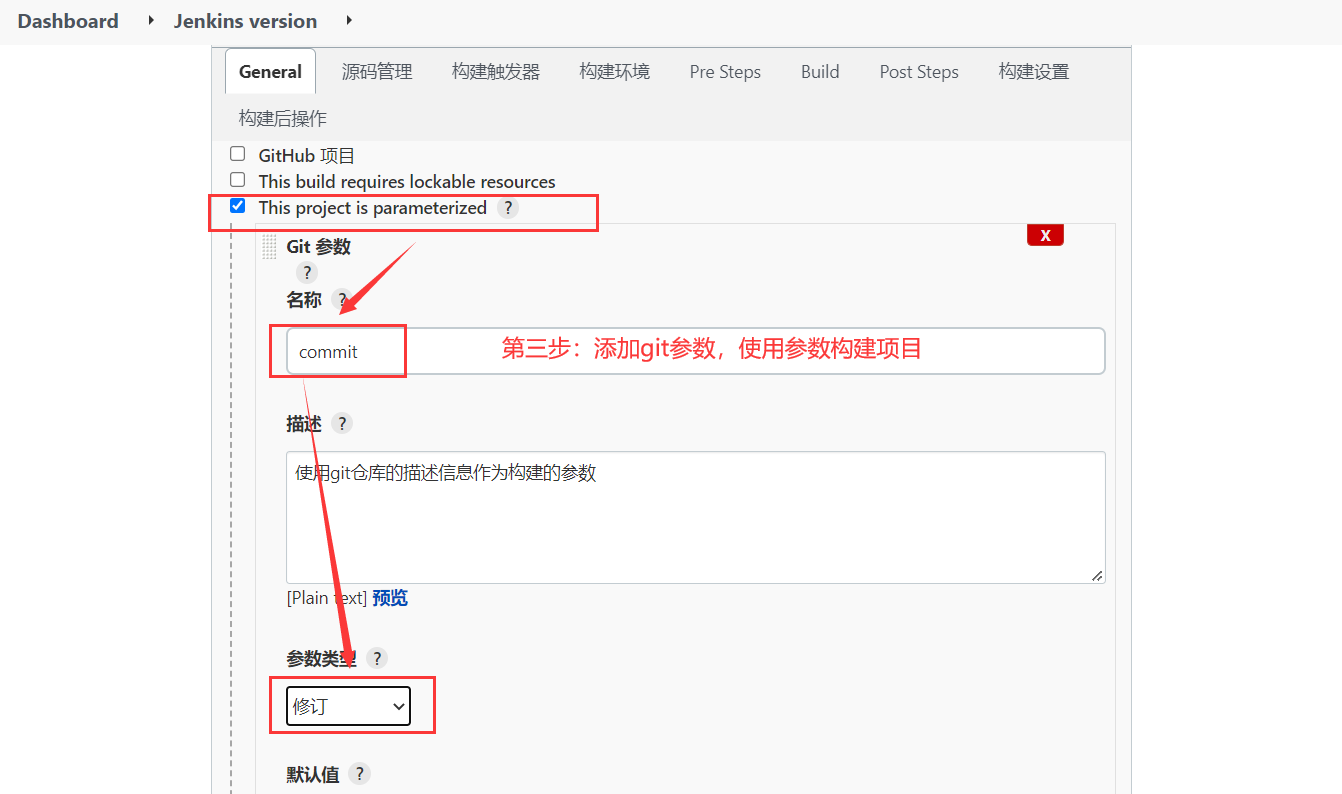 Dashboard Jenkins version
General 源码管理 构建触发器 构建环境 Pre Steps Build Post Steps 构建设置
构建后操作
GitHub 项目
This build requires lockable resources
This project is parameterized ?
X
Git 参数
?
名称 ?
commit
第三步：添加git参数，使用参数构建项目
描述 ?
使用git仓库的描述信息作为构建的参数
[Plain text] 预览
参数类型 ?
修订
默认值 ?